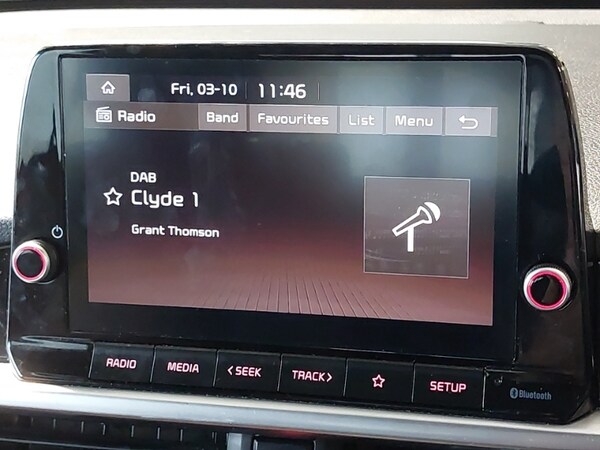 Fri, 03-10 11:46
Radio Band Favourites List Menu
DAB
Clyde 1
Grant Thomson
RADIO MEDIA <SEEK TRACK> SETUP Bluetooth